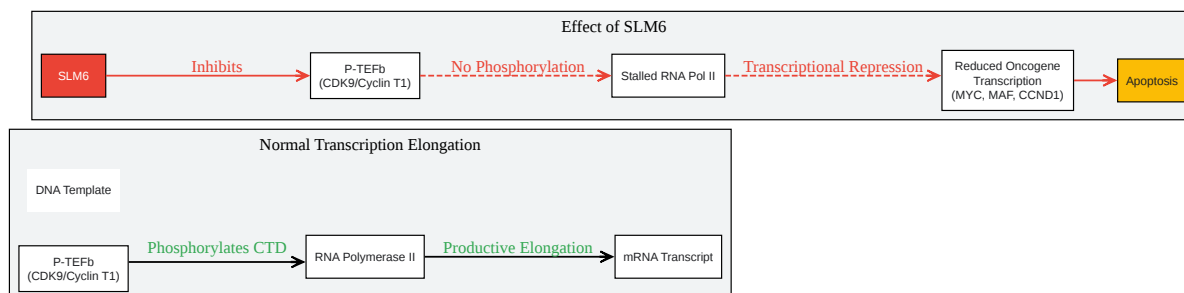 Effect of SLM6
SLM6
Inhibits
P-TEFb
(CDK9/Cyclin T1)
No Phosphorylation
Stalled RNA Pol II
Transcriptional Repression
Reduced Oncogene
Transcription
(MYC, MAF, CCND1)
Apoptosis
Normal Transcription Elongation
DNA Template
P-TEFb
(CDK9/Cyclin T1)
Phosphorylates CTD
RNA Polymerase II
Productive Elongation
mRNA Transcript